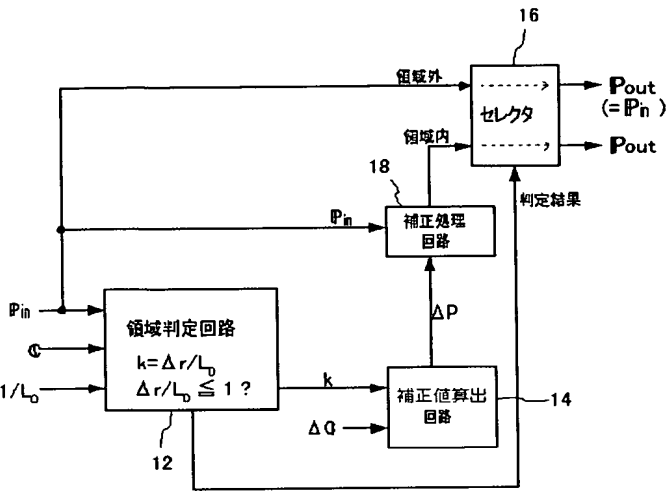 16
領域外
ℙout
(=ℙin)
セレクタ
領域内
ℙout
18
判定結果
ℙin
補正処理
回路
ℙin
領域判定回路
ΔP
ℂ
k=Δr/L₀
Δr/L₀≦1?
k
補正値算出
回路
14
1/L₀
12
Δℂ